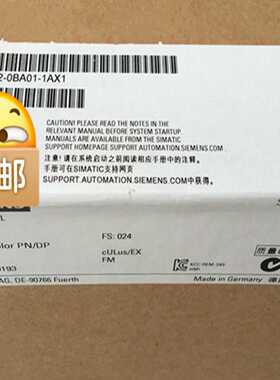 2-0BA01-1AX1
CAUTION! PLEASE READ THE NOTES IN THE
RELEVANT MANUAL BEFORE SYSTEM STARTUP.
MANUALS ARE AVAILABLE FROM THE SIMATIC
SUPPORT HOMEPAGE SUPPORT.AUTOMATION.SIEMENS.COM
注意：请在系统启动之前阅读相应手册中的注释。
手册可在SIMATIC支持网页
SUPPORT.AUTOMATION.SIEMENS.COM中获得。
邮
FS: 024
olor PN/DP
cULus/EX
FM
0193
AG, DE-90766 Fuerth
Made in Germany
质量